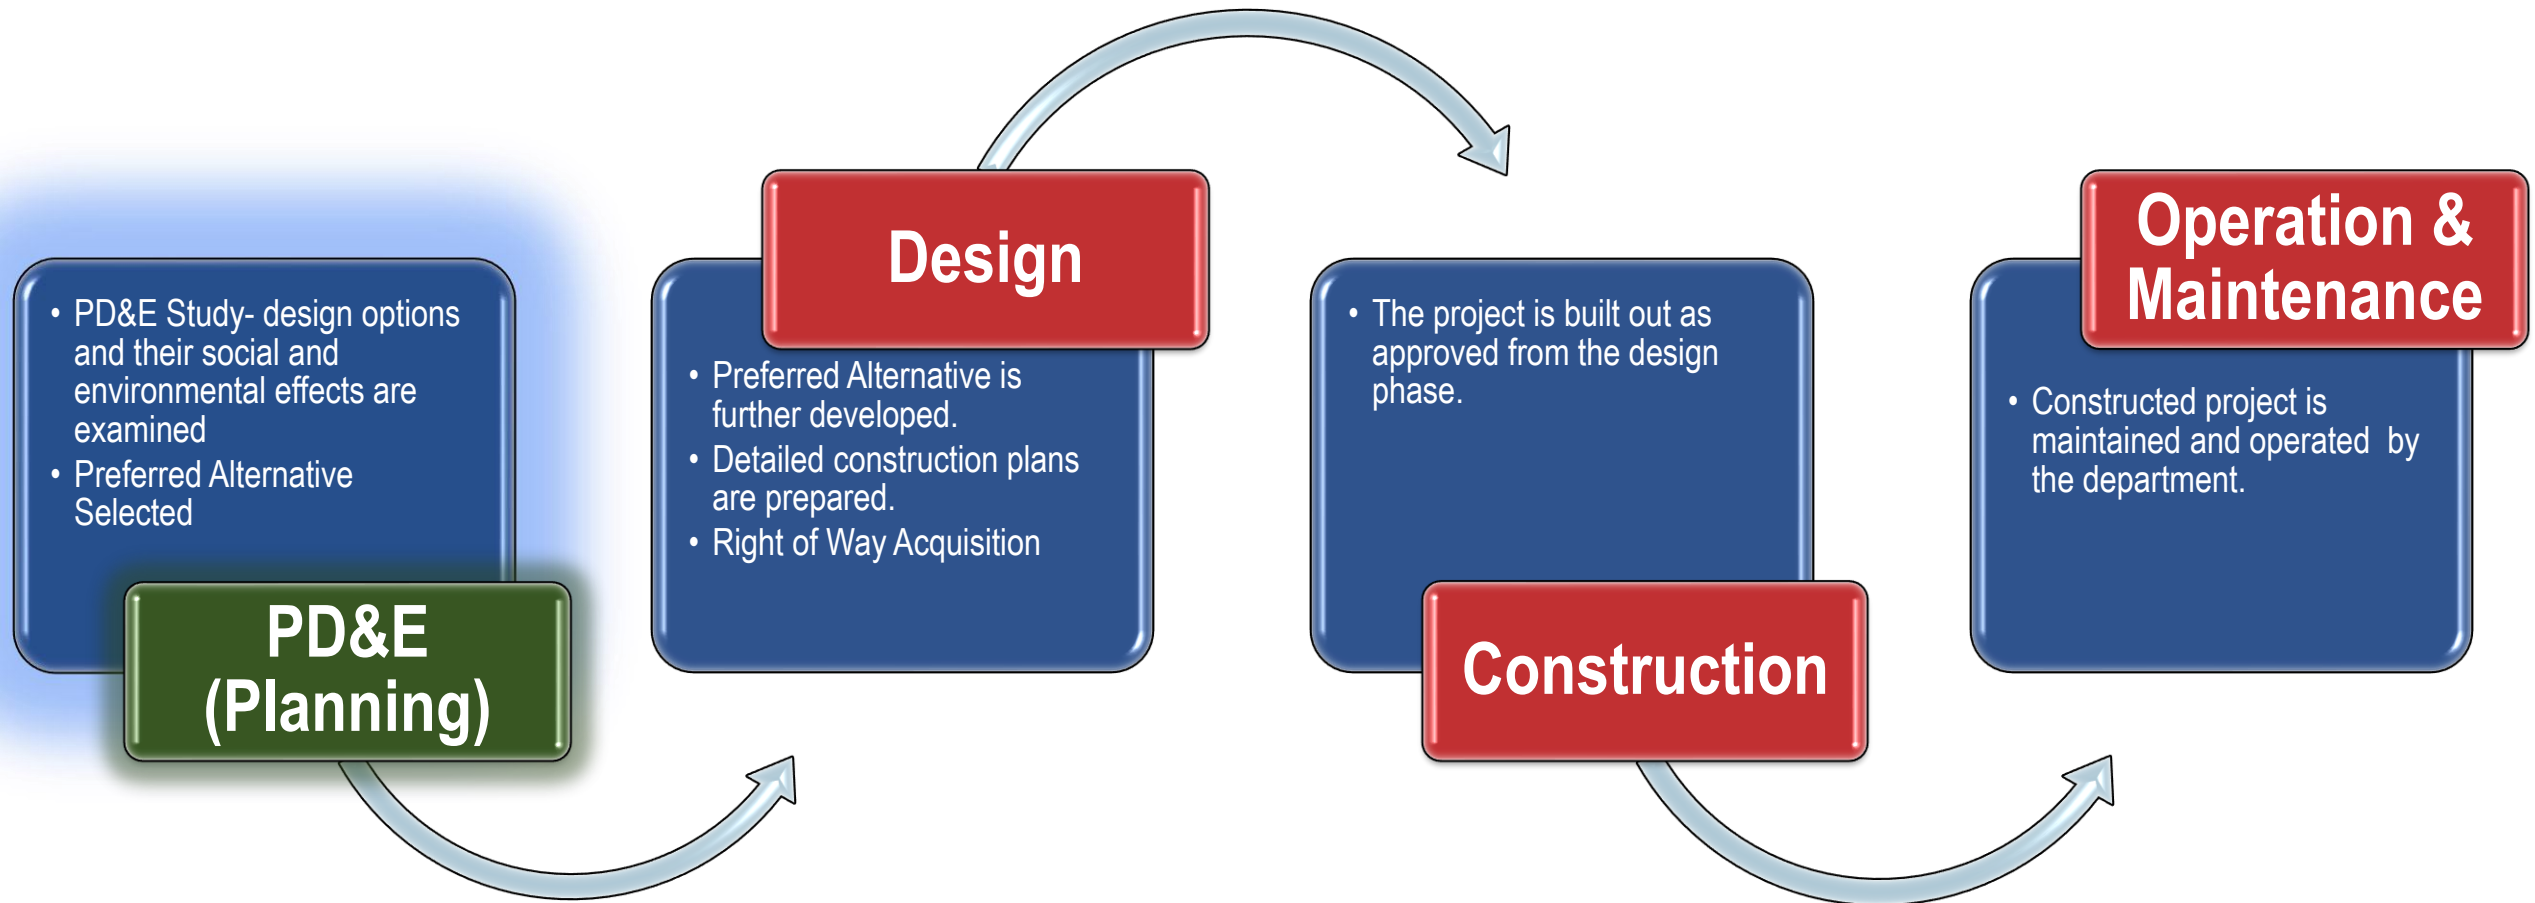 • PD&E Study- design options
and their social and
environmental effects are
examined
• Preferred Alternative
Selected
PD&E
(Planning)
Design
• Preferred Alternative is
further developed.
• Detailed construction plans
are prepared.
• Right of Way Acquisition
• The project is built out as
approved from the design
phase.
Construction
Operation &
Maintenance
• Constructed project is
maintained and operated  by
the department.